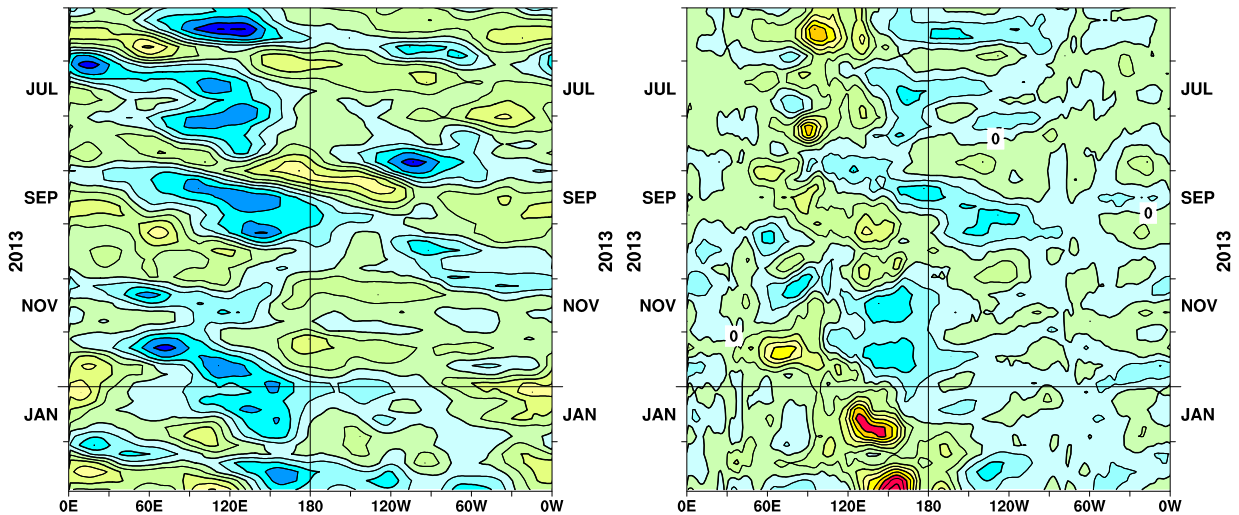 JUL JUL JUL JUL
0
SEP SEP SEP SEP
0
2013 2013 2013 2013
NOV NOV NOV NOV
0
JAN JAN JAN JAN
0E 60E 120E 180 120W 60W 0W 0E 60E 120E 180 120W 60W 0W